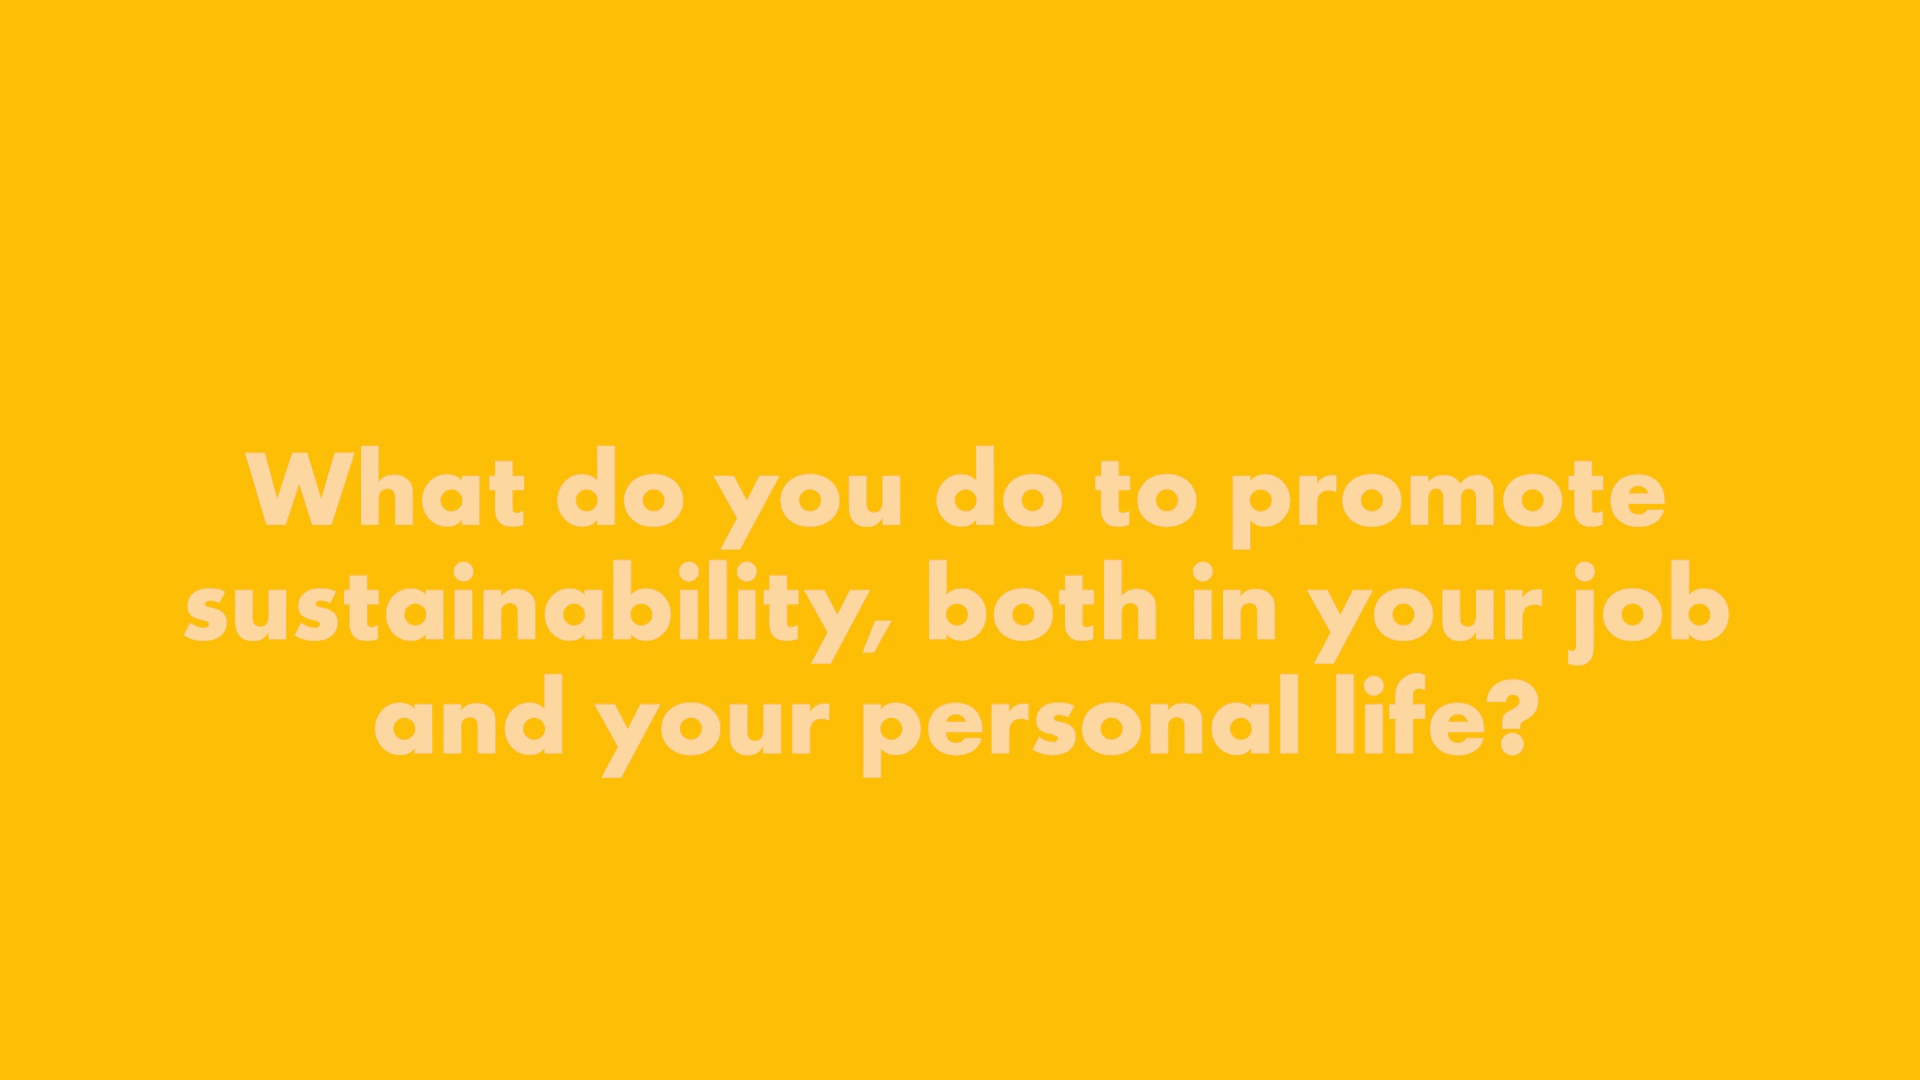 What do you do to promote
sustainability, both in your job
and your personal life?